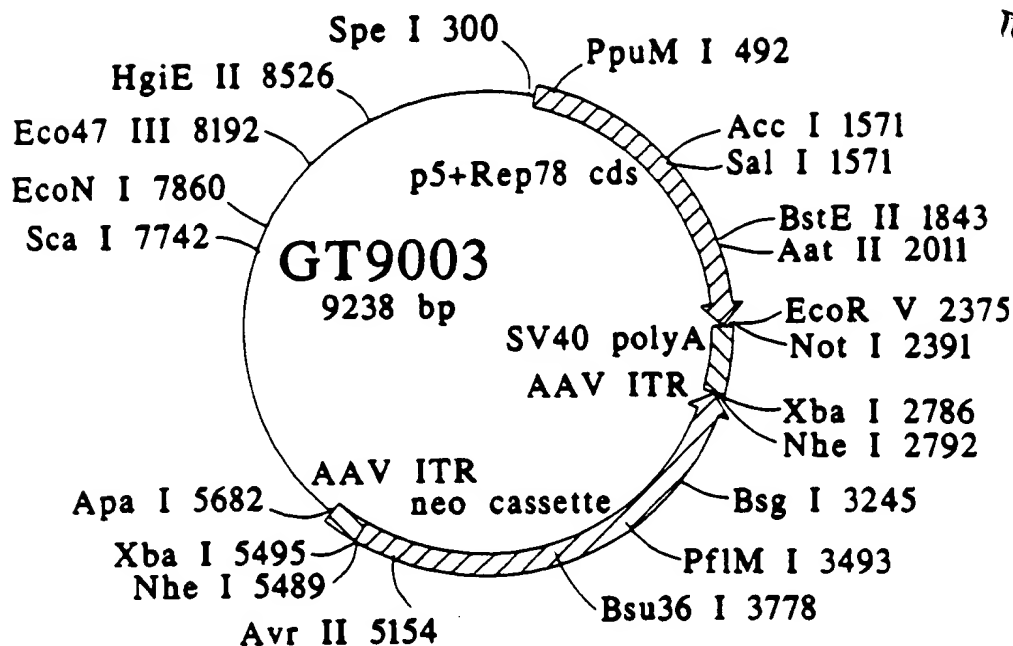 Spe I 300
PpuM I 492
HgiE II 8526
Acc I 1571
Eco47 III 8192
Sal I 1571
p5+Rep78 cds
EcoN I 7860
BstE II 1843
Sca I 7742
Aat II 2011
GT9003
9238 bp
EcoR V 2375
SV40 polyA
Not I 2391
AAV ITR
Xba I 2786
Nhe I 2792
AAV ITR
neo cassette
Apa I 5682
Bsg I 3245
Xba I 5495
PflM I 3493
Nhe I 5489
Bsu36 I 3778
Avr II 5154